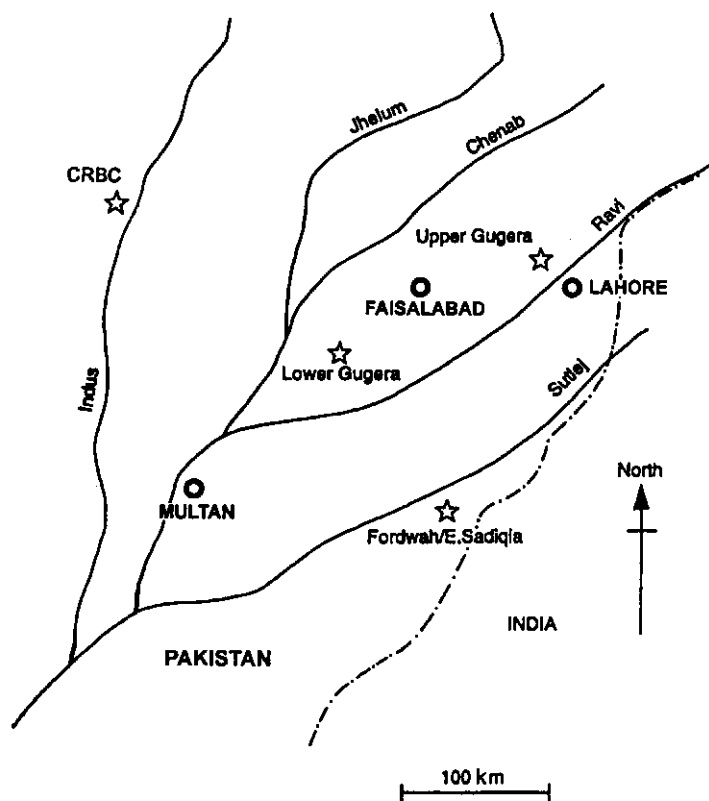 Jhelum
Chenab
CRBC
Ravi
Upper Gugera
LAHORE
FAISALABAD
Lower Gugera
Sutlej
Indus
North
MULTAN
Fordwah/E.Sadiqia
INDIA
PAKISTAN
100 km